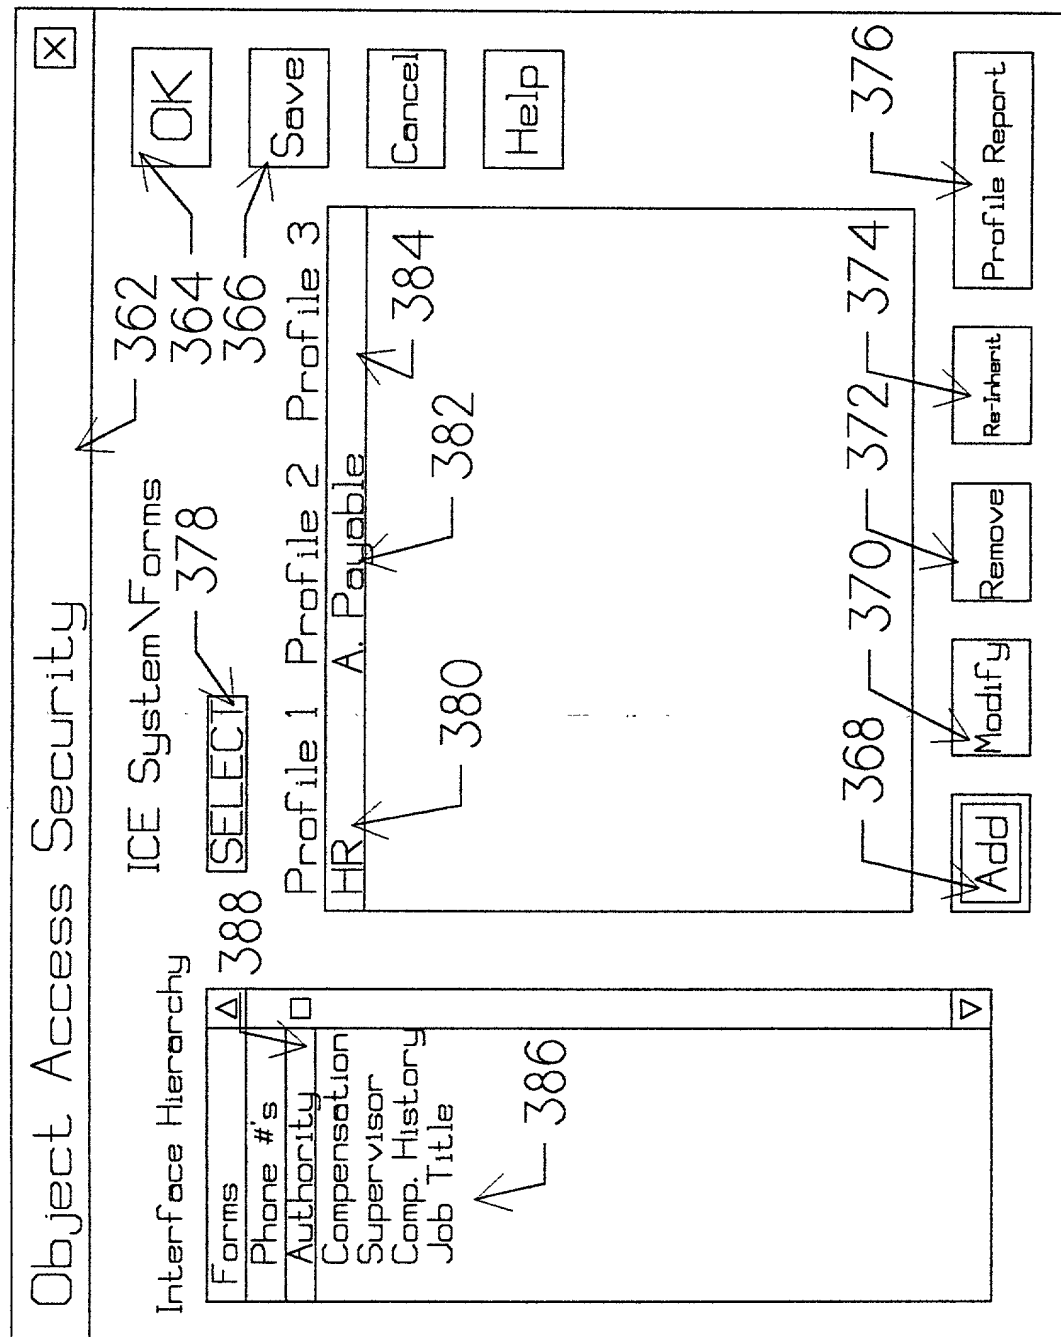 Object Access Security X
362
Interface Hierarchy ICE System\Forms OK
364
388 SELECT 378 366 Save
Forms
Phone #'s Profile 1 Profile 2 Profile 3
Authority HR A. Payable Cancel
Compensation
Supervisor 384
Comp. History 380 382
Job Title Help
386
368 370 372 374 376
Add Modify Remove Re-Inherit Profile Report